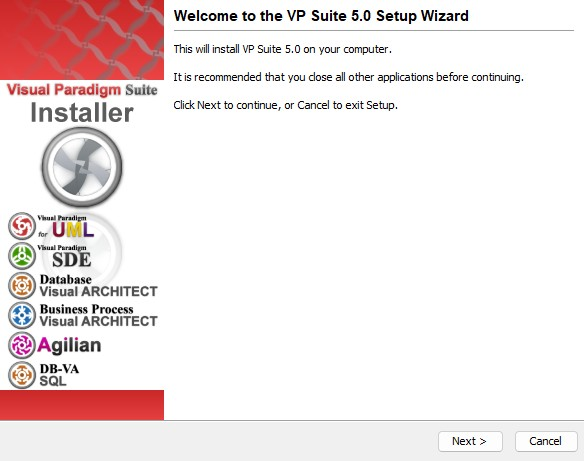 Welcome to the VP Suite 5.0 Setup Wizard
This will install VP Suite 5.0 on your computer.
It is recommended that you close all other applications before continuing.
Click Next to continue, or Cancel to exit Setup.
Visual Paradigm Suite
Installer
Visual Paradigm
for UML
Visual Paradigm
SDE
Database
Visual ARCHITECT
Business Process
Visual ARCHITECT
Agilian
DB-VA
SQL
Next >
Cancel